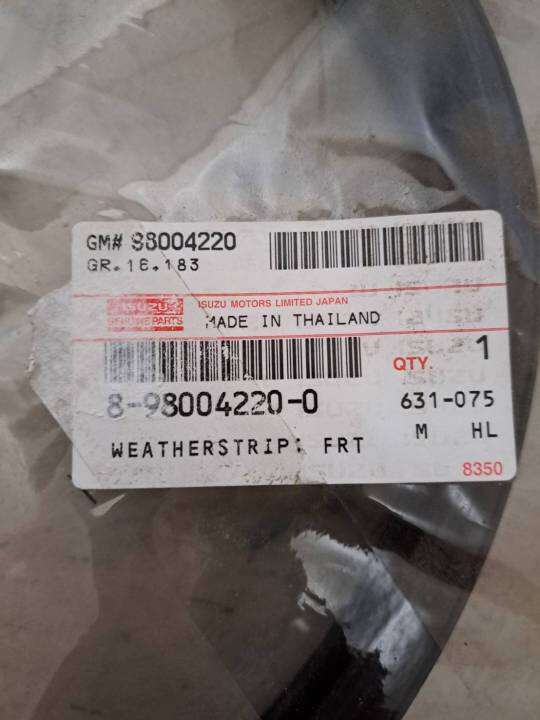 GM# 98004220
GR.16.183
ISUZU
GENUINE PARTS
ISUZU MOTORS LIMITED JAPAN
MADE IN THAILAND
QTY. 1
8-98004220-0
631-075
M HL
WEATHERSTRIP; FRT
8350